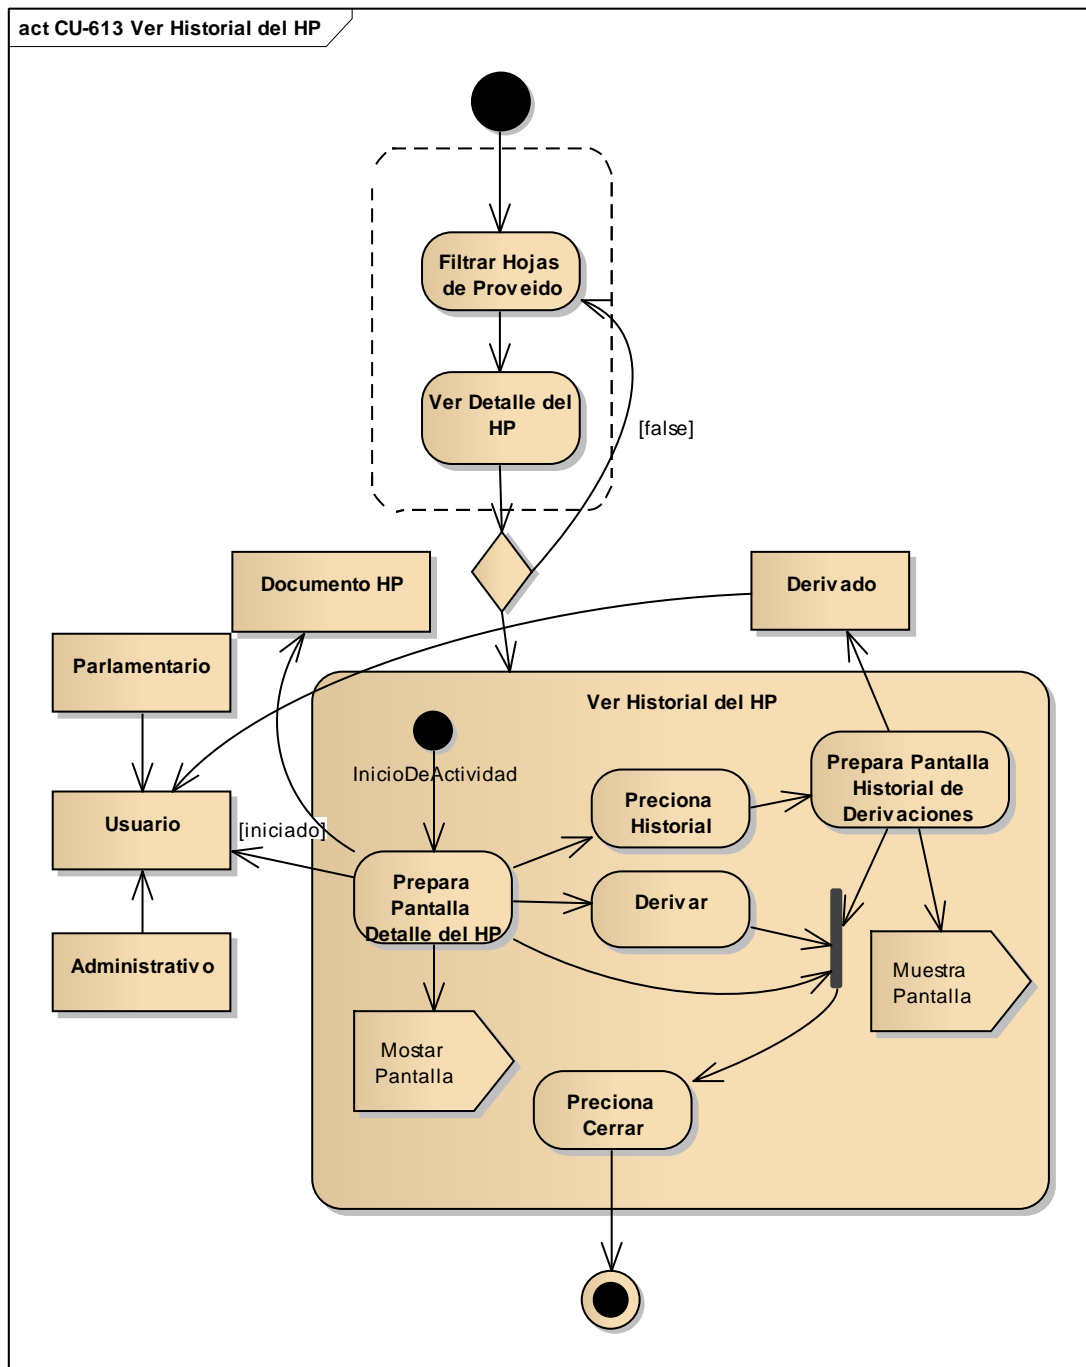 act CU-613 Ver Historial del HP
Filtrar Hojas
de Proveido
Ver Detalle del
HP
[false]
Documento HP
Derivado
Parlamentario
Ver Historial del HP
InicioDeActividad
Prepara Pantalla
Historial de
Derivaciones
Preciona
Historial
Usuario
[iniciado]
Prepara
Pantalla
Detalle del HP
Derivar
Administrativo
Muestra
Pantalla
Mostar
Pantalla
Preciona
Cerrar